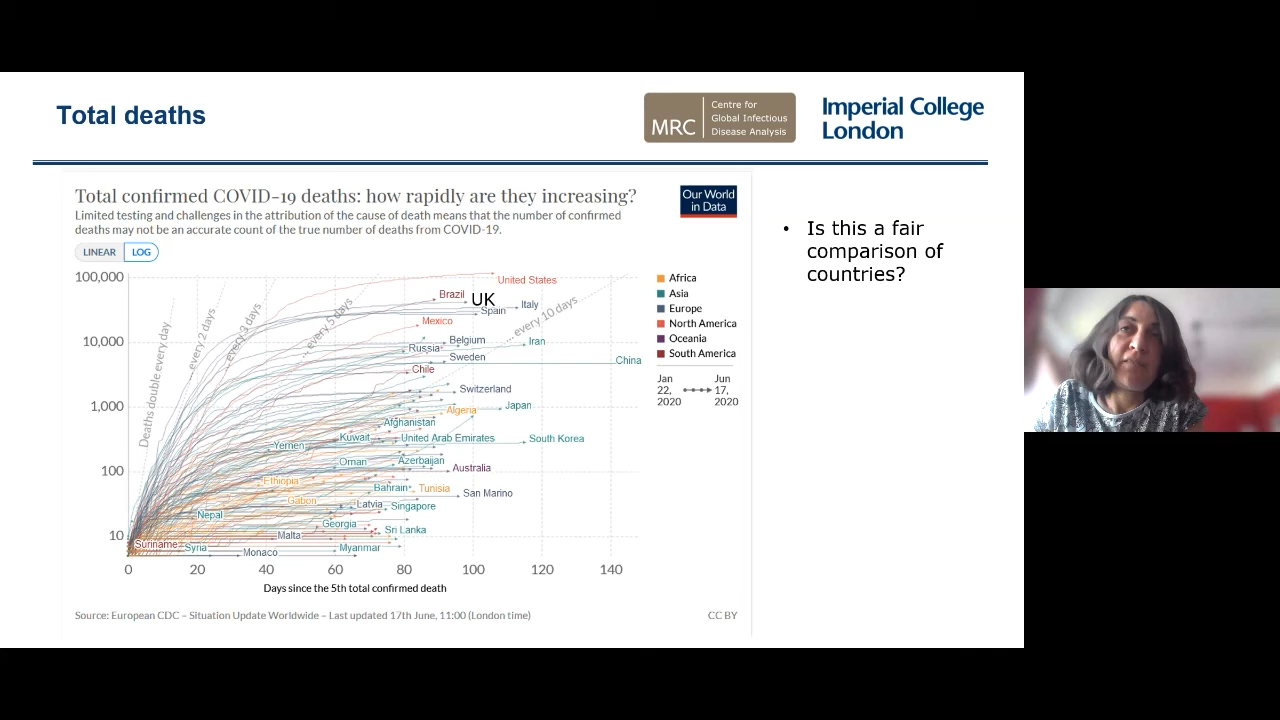 Total deaths
MRC
Centre for
Global Infectious
Disease Analysis
Imperial College
London
Total confirmed COVID-19 deaths: how rapidly are they increasing?
Limited testing and challenges in the attribution of the cause of death means that the number of confirmed
deaths may not be an accurate count of the true number of deaths from COVID-19.
Our World
in Data
LINEAR LOG
100,000
10,000
1,000
100
10
0 20 40 60 80 100 120 140
Days since the 5th total confirmed death
Deaths double every day
every 2 days
every 3 days
every 5 days
every 10 days
United States
Brazil
UK
Italy
Spain
Mexico
Belgium
Iran
Russia
Sweden
China
Chile
Switzerland
Japan
Algeria
Afghanistan
Kuwait
United Arab Emirates
South Korea
Yemen
Oman
Azerbaijan
Australia
Ethiopia
Bahrain
Tunisia
San Marino
Gabon
Latvia
Singapore
Nepal
Georgia
Sri Lanka
Malta
Suriname
Syria
Monaco
Myanmar
Africa
Asia
Europe
North America
Oceania
South America
Jan
22,
2020
Jun
17,
2020
Source: European CDC – Situation Update Worldwide – Last updated 17th June, 11:00 (London time)
CC BY
• Is this a fair
comparison of
countries?